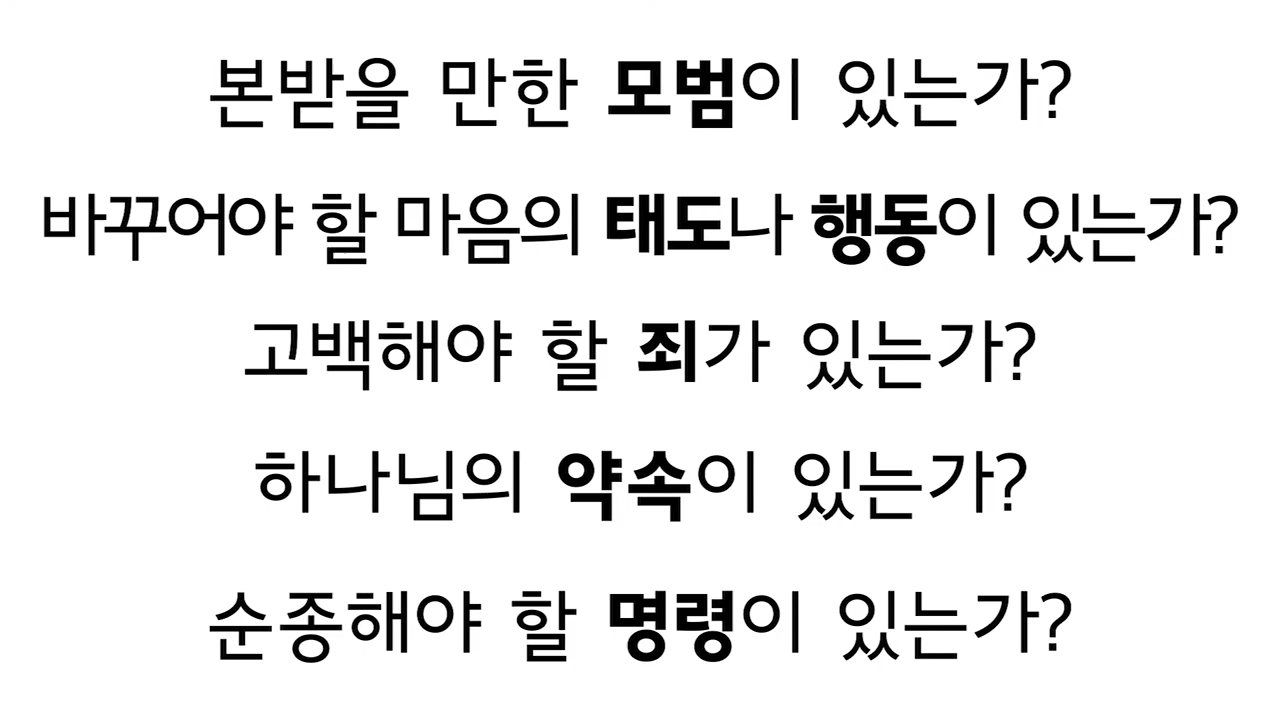 본받을 만한 모범이 있는가?
바꾸어야 할 마음의 태도나 행동이 있는가?
고백해야 할 죄가 있는가?
하나님의 약속이 있는가?
순종해야 할 명령이 있는가?